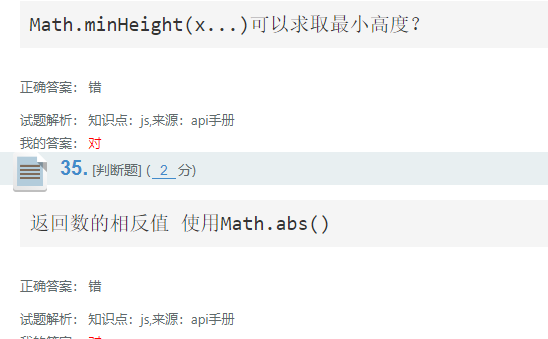 Math.minHeight(x...)可以求取最小高度?
正确答案： 错
试题解析： 知识点：js,来源：api手册
我的答案： 对
35. [判断题] ( 2 分)
返回数的相反值 使用Math.abs()
正确答案： 错
试题解析： 知识点：js,来源：api手册